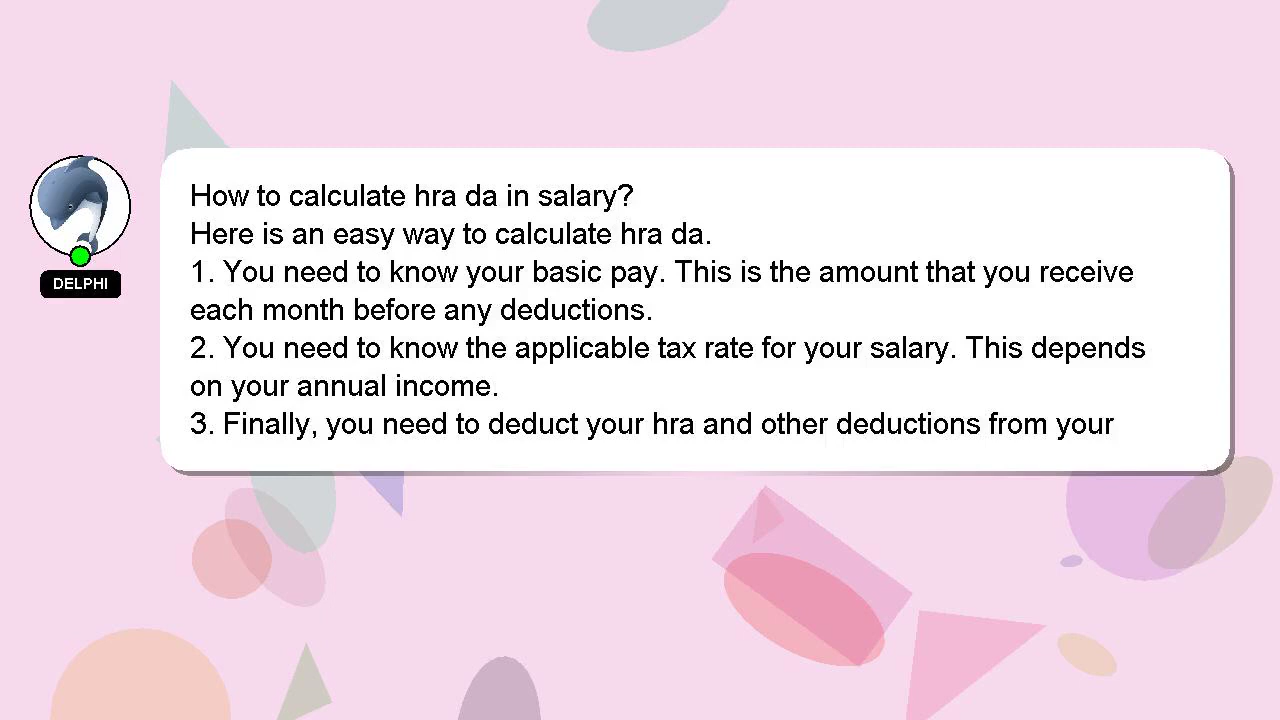 How to calculate hra da in salary?
Here is an easy way to calculate hra da.
1. You need to know your basic pay. This is the amount that you receive
each month before any deductions.
2. You need to know the applicable tax rate for your salary. This depends
on your annual income.
3. Finally, you need to deduct your hra and other deductions from your
DELPHI